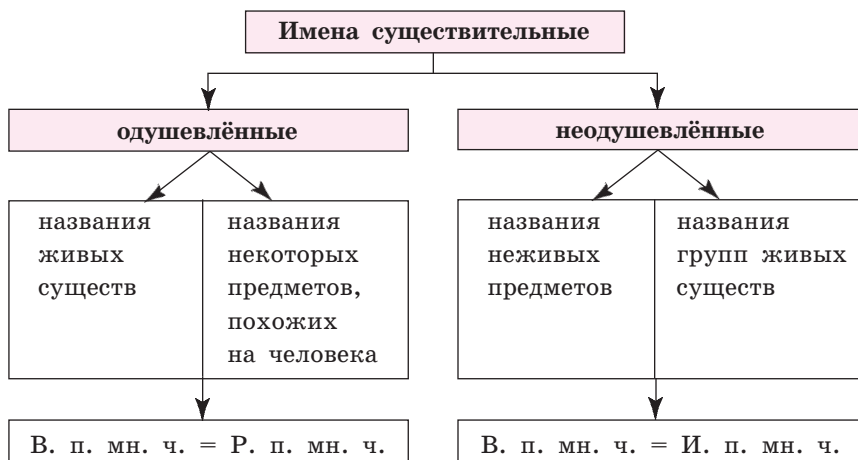 Имена существительные
одушевлённые
неодушевлённые
названия
живых
существ
названия
некоторых
предметов,
похожих
на человека
названия
неживых
предметов
названия
групп живых
существ
В. п. мн. ч. = Р. п. мн. ч.
В. п. мн. ч. = И. п. мн. ч.